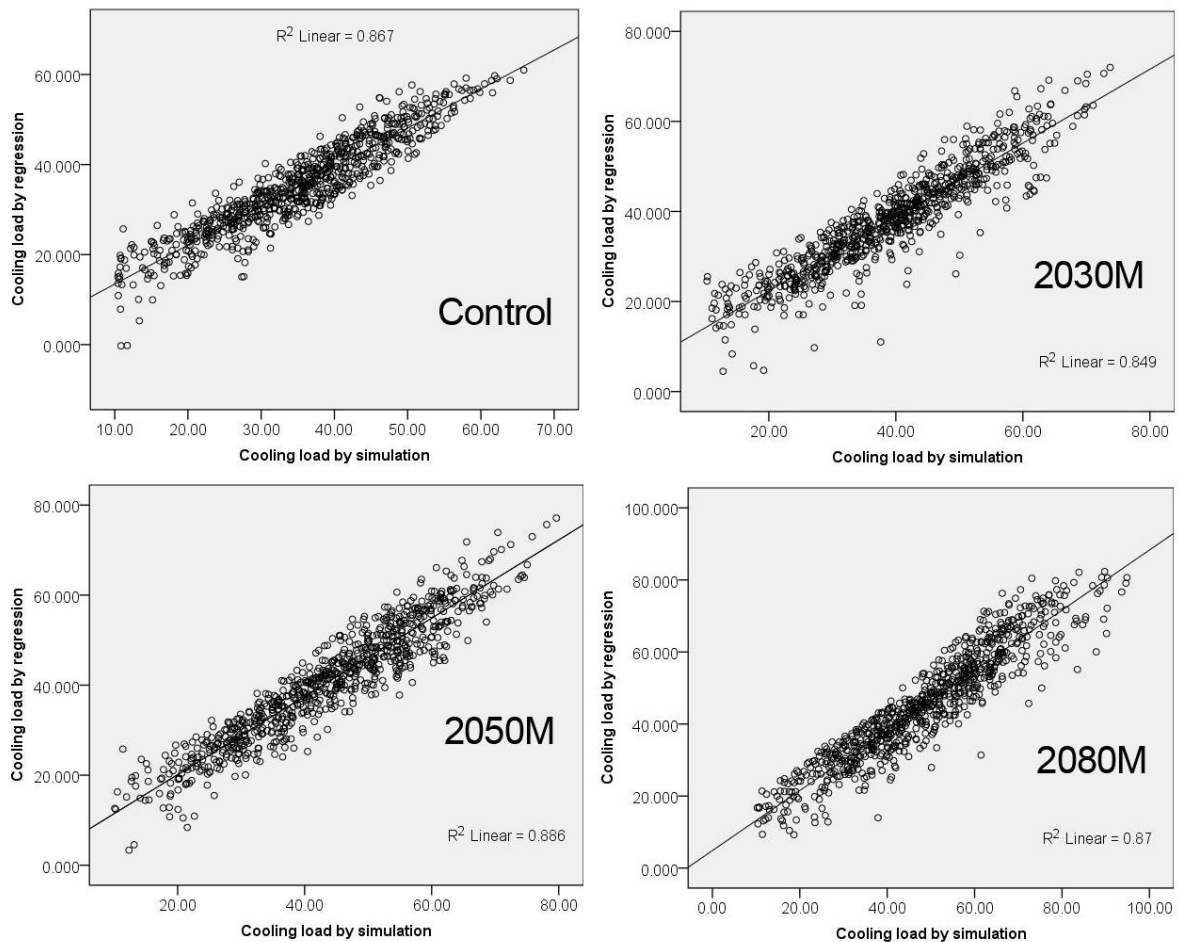 R² Linear = 0.867
60.000
40.000
20.000
0.000
Cooling load by regression
Control
10.00 20.00 30.00 40.00 50.00 60.00 70.00
Cooling load by simulation
80.000
60.000
40.000
20.000
0.000
Cooling load by regression
2030M
R² Linear = 0.849
20.00 40.00 60.00 80.00
Cooling load by simulation
80.000
60.000
40.000
20.000
0.000
Cooling load by regression
2050M
R² Linear = 0.886
20.00 40.00 60.00 80.00
Cooling load by simulation
100.000
80.000
60.000
40.000
20.000
0.000
Cooling load by regression
2080M
R² Linear = 0.87
0.00 20.00 40.00 60.00 80.00 100.00
Cooling load by simulation